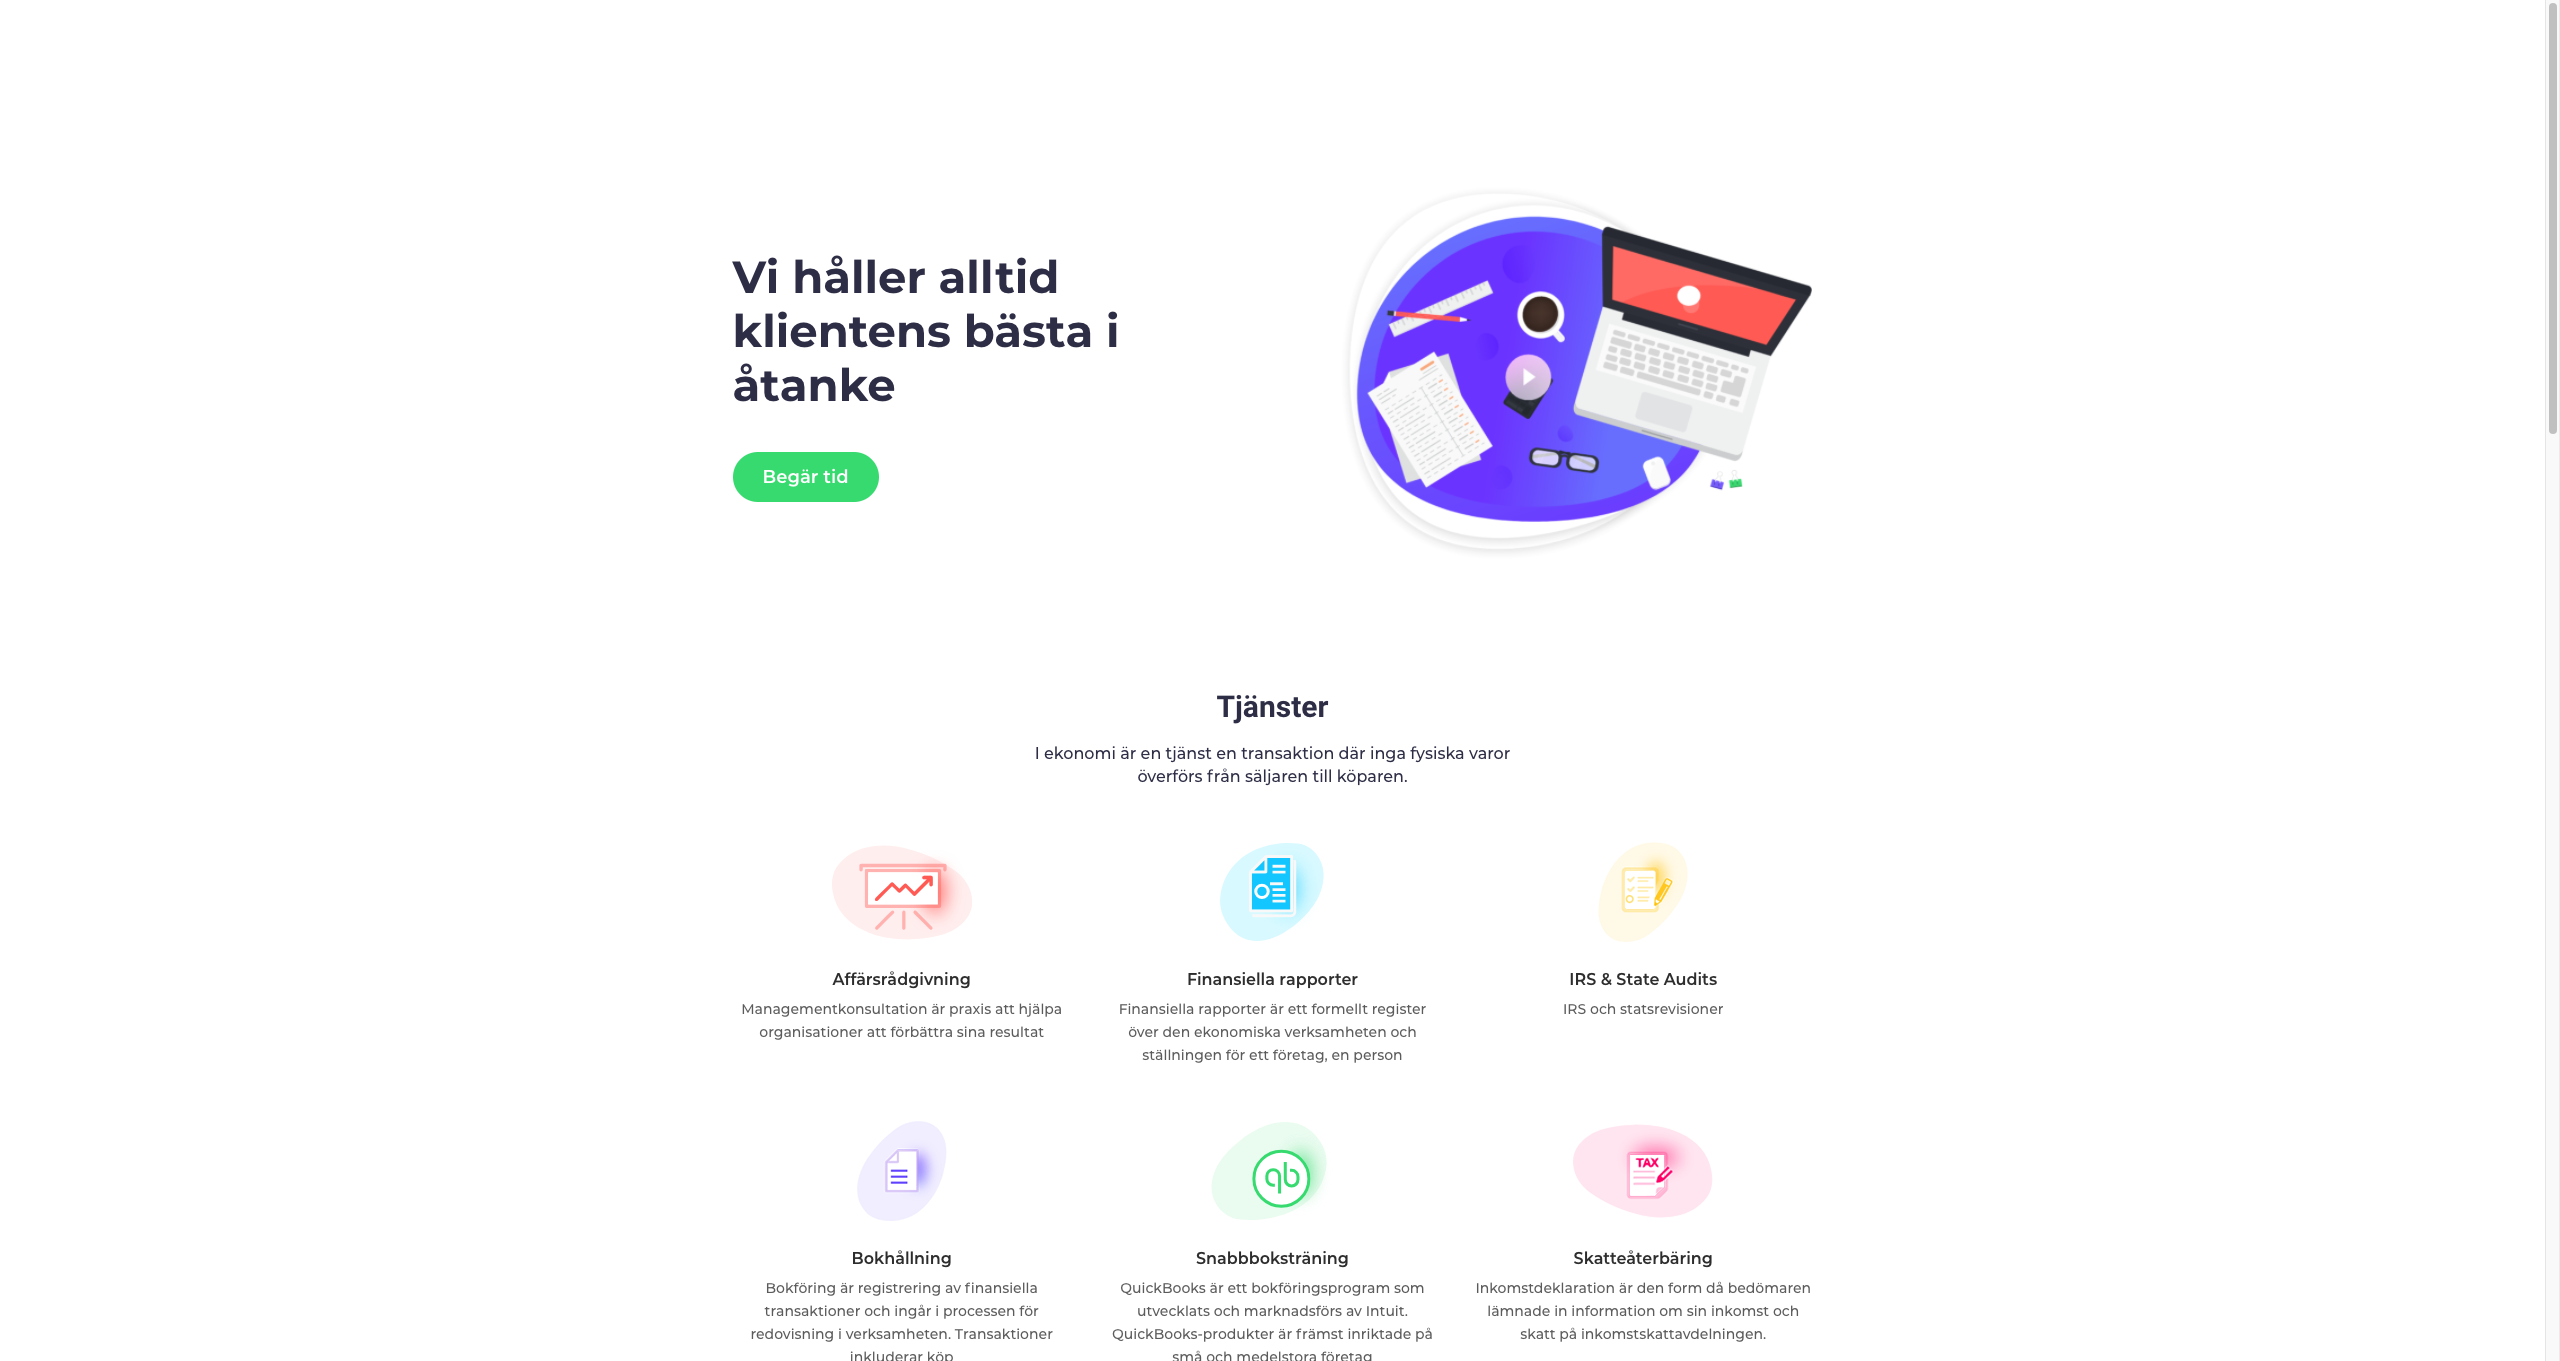 Vi håller alltid
klientens bästa i
åtanke
Begär tid
Tjänster
I ekonomi är en tjänst en transaktion där inga fysiska varor
överförs från säljaren till köparen.
Affärsrådgivning
Managementkonsultation är praxis att hjälpa
organisationer att förbättra sina resultat
Finansiella rapporter
Finansiella rapporter är ett formellt register
över den ekonomiska verksamheten och
ställningen för ett företag, en person
IRS & State Audits
IRS och statsrevisioner
Bokhållning
Bokföring är registrering av finansiella
transaktioner och ingår i processen för
redovisning i verksamheten. Transaktioner
inkluderar köp
qb
Snabbboksträning
QuickBooks är ett bokföringsprogram som
utvecklats och marknadsförs av Intuit.
QuickBooks-produkter är främst inriktade på
små och medelstora företag
TAX
Skatteåterbäring
Inkomstdeklaration är den form då bedömaren
lämnade in information om sin inkomst och
skatt på inkomstskattavdelningen.